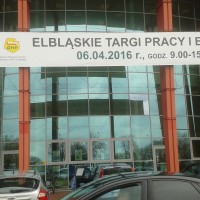 ELBLĄSKIE TARGI PRACY I
06.04.2016 r., GODZ. 9.00-15